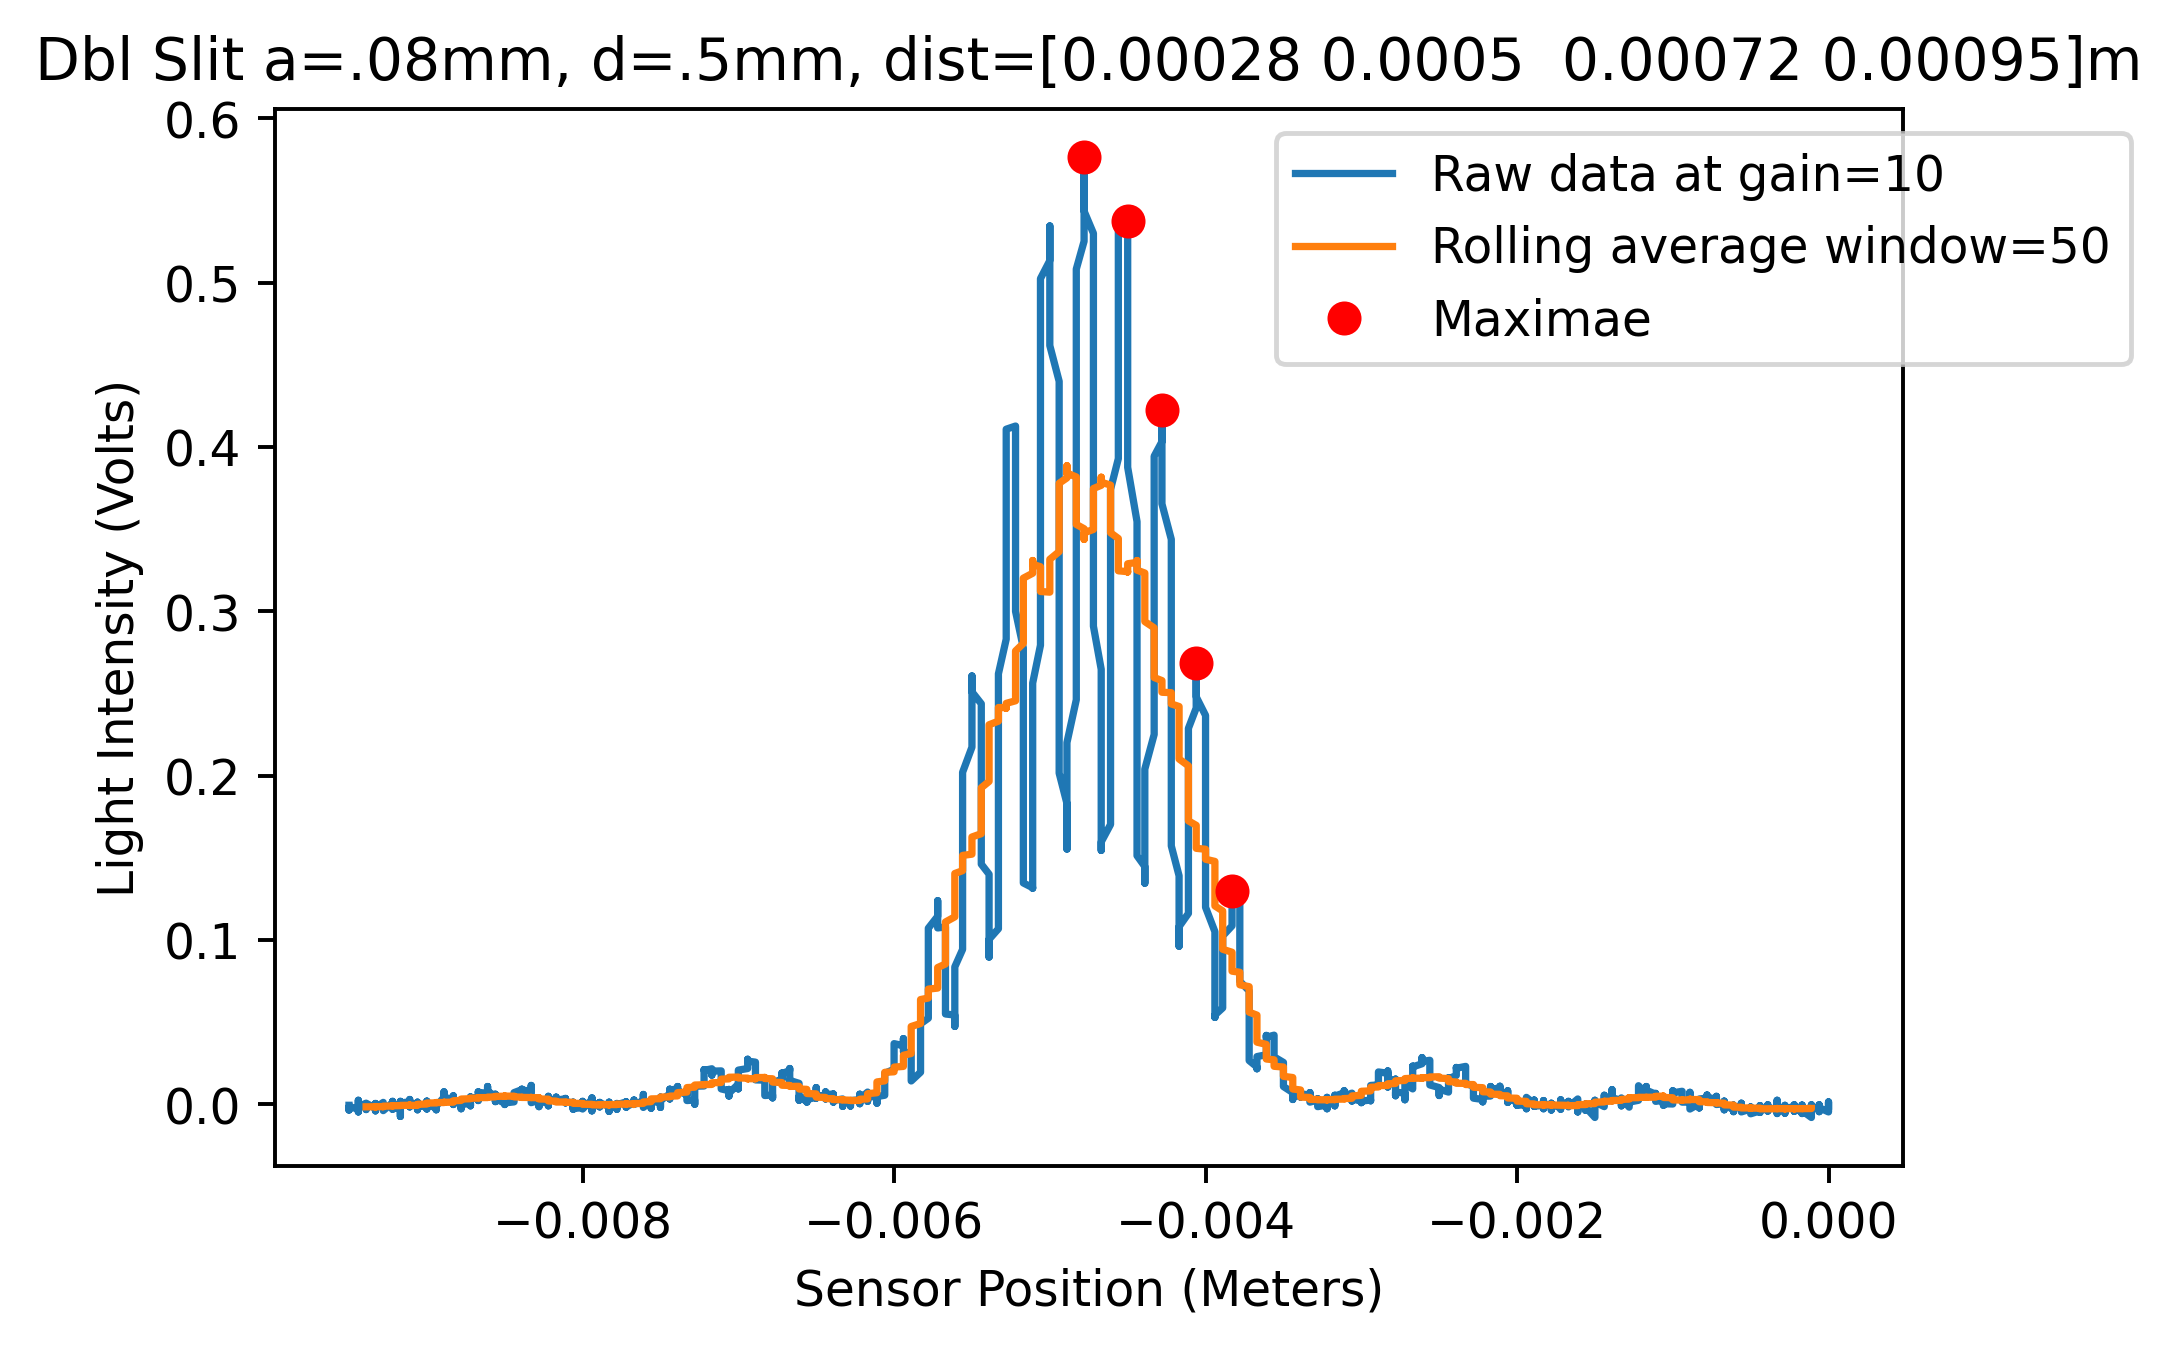 Dbl Slit a=.08mm, d=.5mm, dist=[0.00028 0.0005  0.00072 0.00095]m
Raw data at gain=10
Rolling average window=50
Maximae
0.6
0.5
0.4
0.3
0.2
0.1
0.0
Light Intensity (Volts)
−0.008
−0.006
−0.004
−0.002
0.000
Sensor Position (Meters)